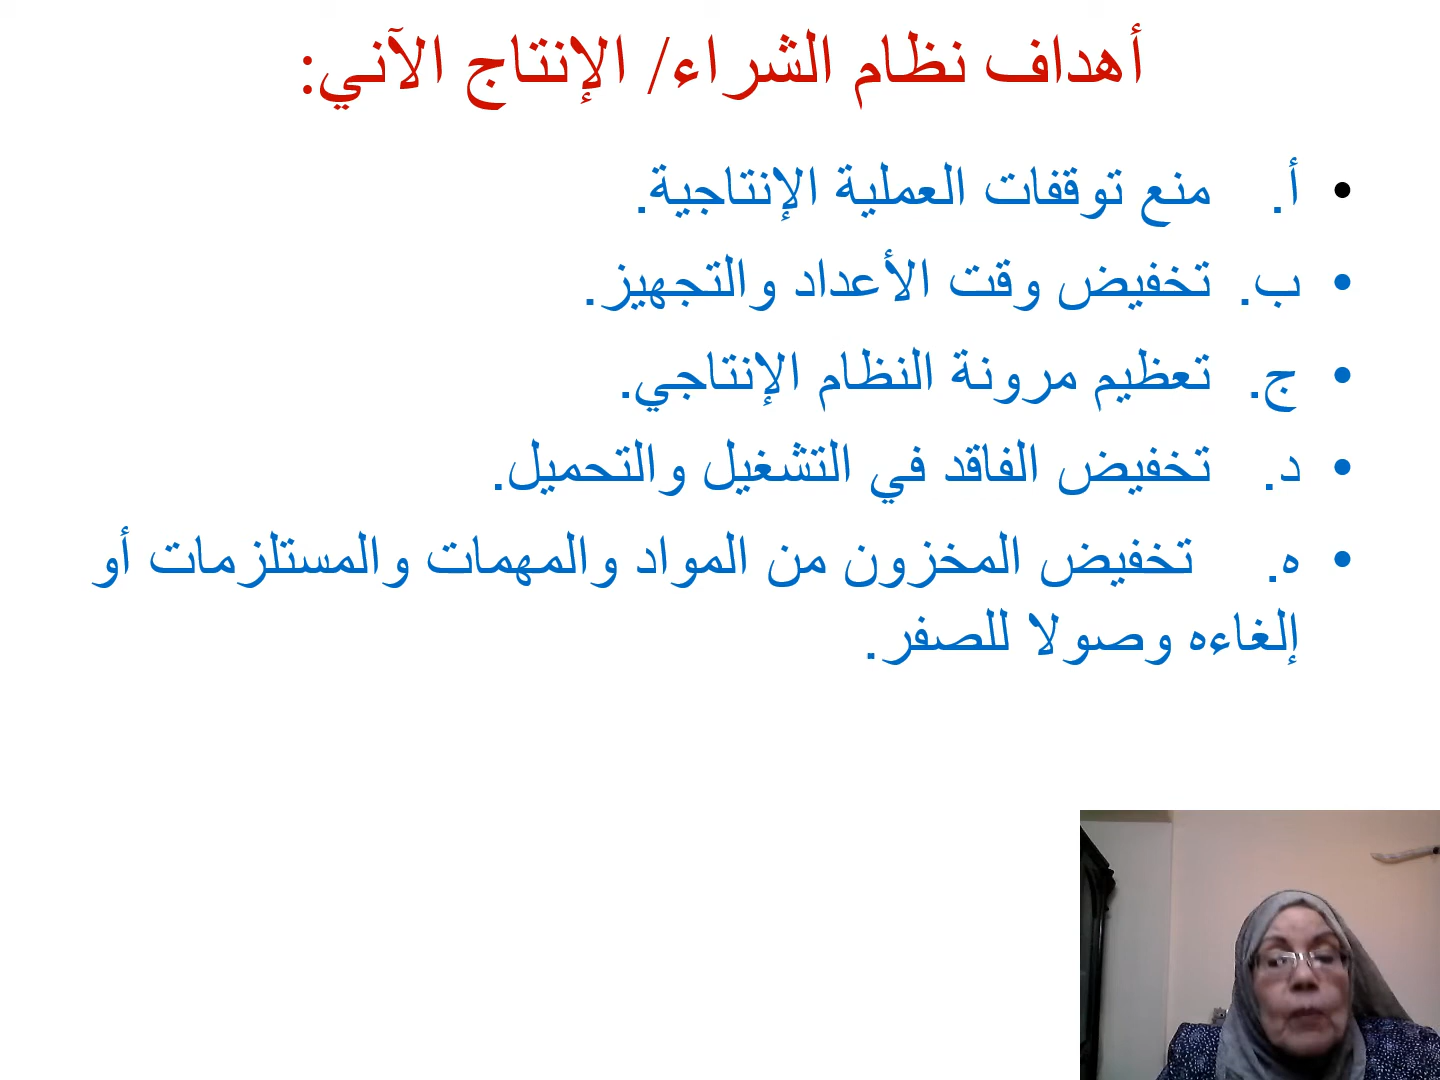 أهداف نظام الشراء/ الإنتاج الآني:
• أ. منع توقفات العملية الإنتاجية.
• ب. تخفيض وقت الأعداد والتجهيز.
• ج. تعظيم مرونة النظام الإنتاجي.
• د. تخفيض الفاقد في التشغيل والتحميل.
• ه. تخفيض المخزون من المواد والمهمات والمستلزمات أو
إلغاءه وصولا للصفر.